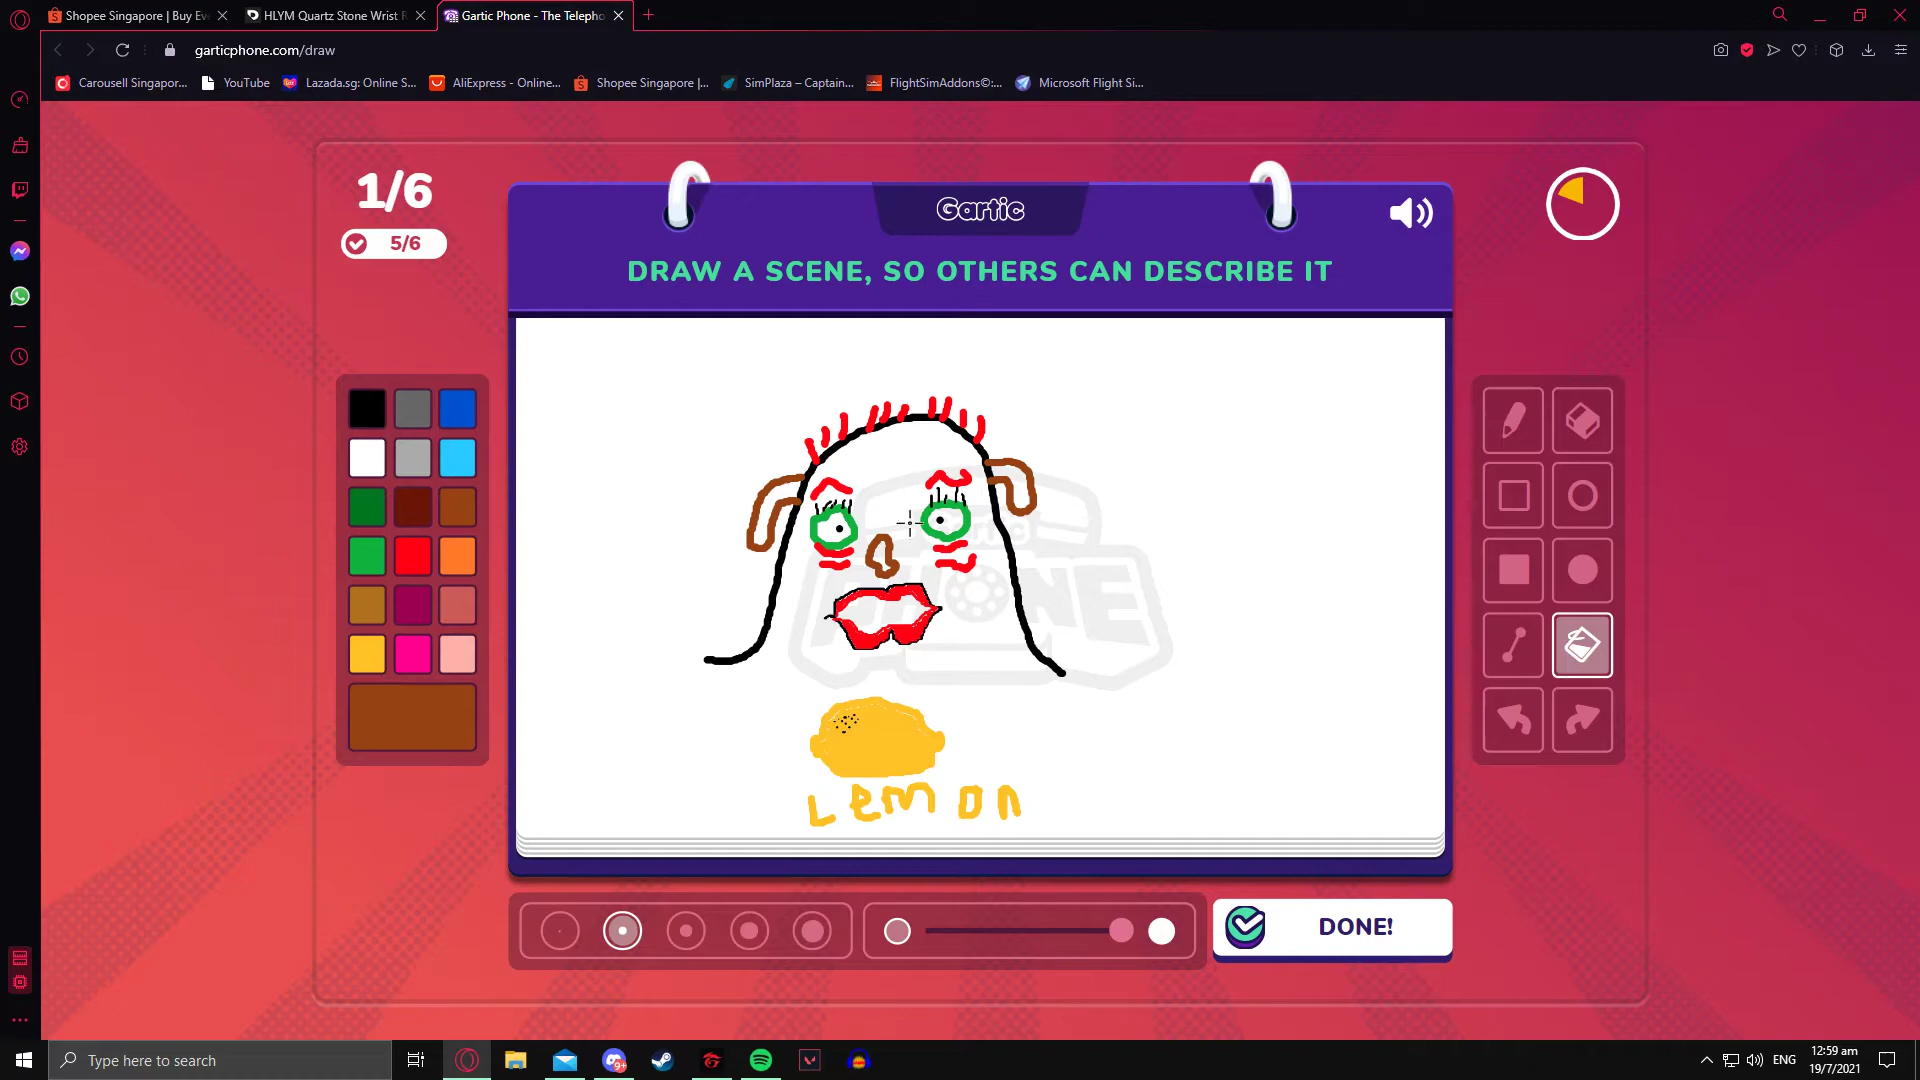 Shopee Singapore | Buy Ev
HLYM Quartz Stone Wrist R
Gartic Phone - The Telepho
garticphone.com/draw
Carousell Singapor...
YouTube
Lazada.sg: Online S...
AliExpress - Online...
Shopee Singapore |...
SimPlaza – Captain...
FlightSimAddons©:...
Microsoft Flight Si...
1/6
5/6
Gartic
DRAW A SCENE, SO OTHERS CAN DESCRIBE IT
PHONE
Lemon
DONE!
Type here to search
9+
ENG
12:59 am
19/7/2021